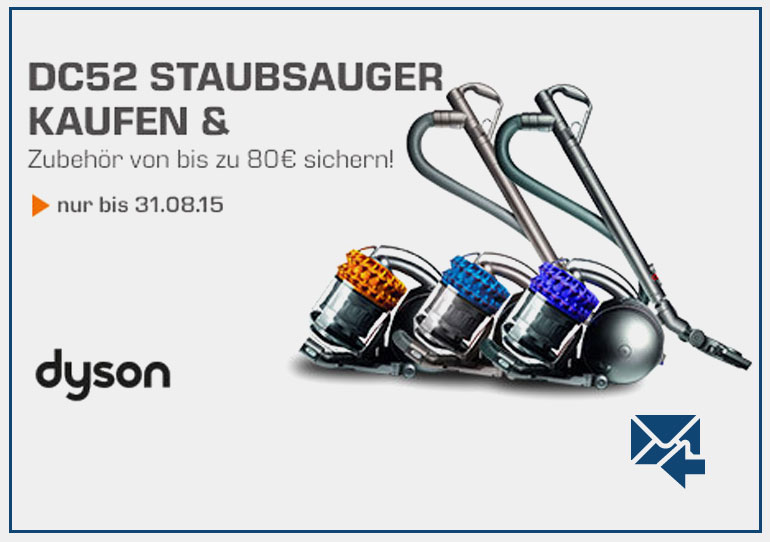 DC52 STAUBSAUGER
KAUFEN &
Zubehör von bis zu 80€ sichern!
nur bis 31.08.15
dyson